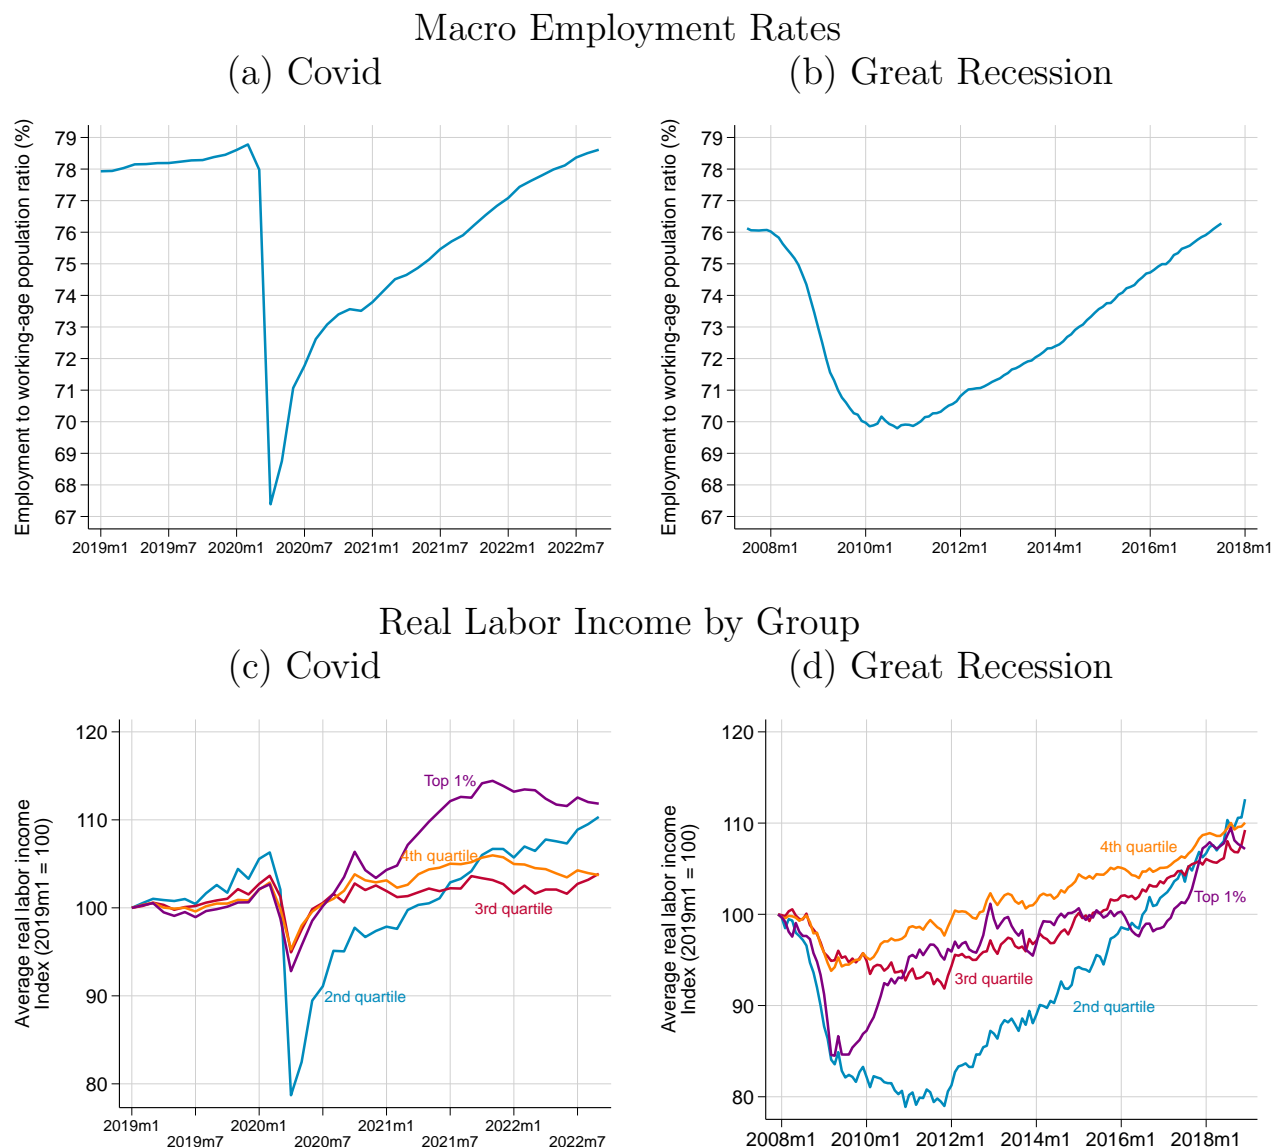 Macro Employment Rates
(a) Covid
(b) Great Recession
Employment to working-age population ratio (%)
79
78
77
76
75
74
73
72
71
70
69
68
67
2019m1 2019m7 2020m1 2020m7 2021m1 2021m7 2022m1 2022m7
Employment to working-age population ratio (%)
79
78
77
76
75
74
73
72
71
70
69
68
67
2008m1 2010m1 2012m1 2014m1 2016m1 2018m1
Real Labor Income by Group
(c) Covid
(d) Great Recession
Average real labor income
Index (2019m1 = 100)
120
110
100
90
80
Top 1%
4th quartile
3rd quartile
2nd quartile
2019m1 2020m1 2021m1 2022m1
2019m7 2020m7 2021m7 2022m7
Average real labor income
Index (2019m1 = 100)
120
110
100
90
80
4th quartile
Top 1%
3rd quartile
2nd quartile
2008m1 2010m1 2012m1 2014m1 2016m1 2018m1